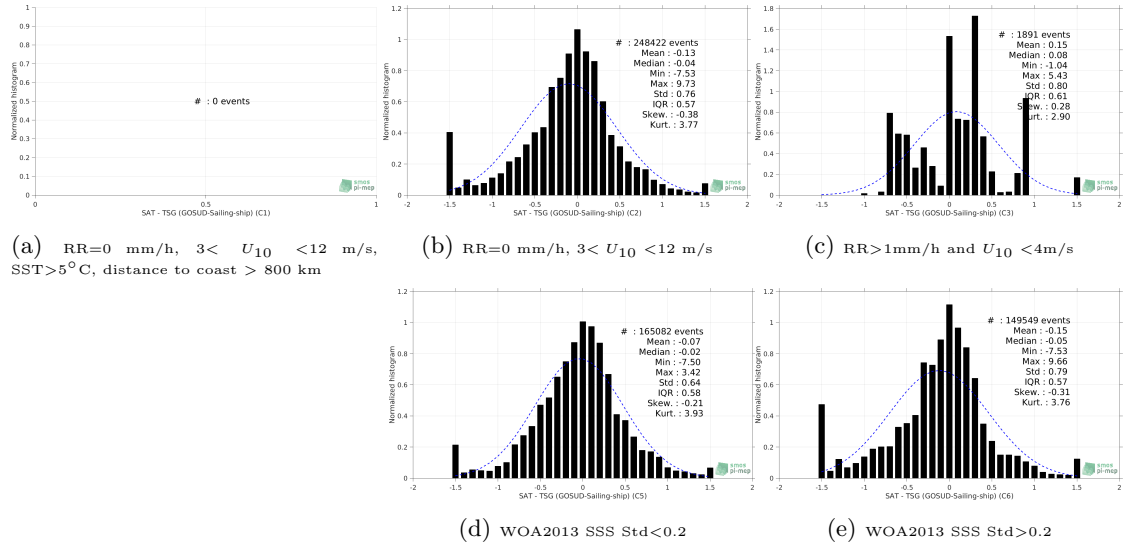 1
0.9
0.8
0.7
0.6
0.5
0.4
0.3
0.2
0.1
0
Normalized histogram
# : 0 events
smos
pi-mep
0 0.5 1
SAT - TSG (GOSUD-Sailing-ship) (C1)
(a) RR=0 mm/h, 3< U10 <12 m/s,
SST>5°C, distance to coast > 800 km
1.2
1
0.8
0.6
0.4
0.2
0
Normalized histogram
# : 248422 events
Mean : -0.13
Median : -0.04
Min : -7.53
Max : 9.73
Std : 0.76
IQR : 0.57
Skew. : -0.38
Kurt. : 3.77
smos
pi-mep
-2 -1.5 -1 -0.5 0 0.5 1 1.5 2
SAT - TSG (GOSUD-Sailing-ship) (C2)
(b) RR=0 mm/h, 3< U10 <12 m/s
1.8
1.6
1.4
1.2
1
0.8
0.6
0.4
0.2
0
Normalized histogram
# : 1891 events
Mean : 0.15
Median : 0.08
Min : -1.04
Max : 5.43
Std : 0.80
IQR : 0.61
Skew. : 0.28
Kurt. : 2.90
smos
pi-mep
-2 -1.5 -1 -0.5 0 0.5 1 1.5 2
SAT - TSG (GOSUD-Sailing-ship) (C3)
(c) RR>1mm/h and U10 <4m/s
1.2
1
0.8
0.6
0.4
0.2
0
Normalized histogram
# : 165082 events
Mean : -0.07
Median : -0.02
Min : -7.50
Max : 3.42
Std : 0.64
IQR : 0.58
Skew. : -0.21
Kurt. : 3.93
smos
pi-mep
-2 -1.5 -1 -0.5 0 0.5 1 1.5 2
SAT - TSG (GOSUD-Sailing-ship) (C5)
(d) WOA2013 SSS Std<0.2
1.2
1
0.8
0.6
0.4
0.2
0
Normalized histogram
# : 149549 events
Mean : -0.15
Median : -0.05
Min : -7.53
Max : 9.66
Std : 0.79
IQR : 0.57
Skew. : -0.31
Kurt. : 3.76
smos
pi-mep
-2 -1.5 -1 -0.5 0 0.5 1 1.5 2
SAT - TSG (GOSUD-Sailing-ship) (C6)
(e) WOA2013 SSS Std>0.2